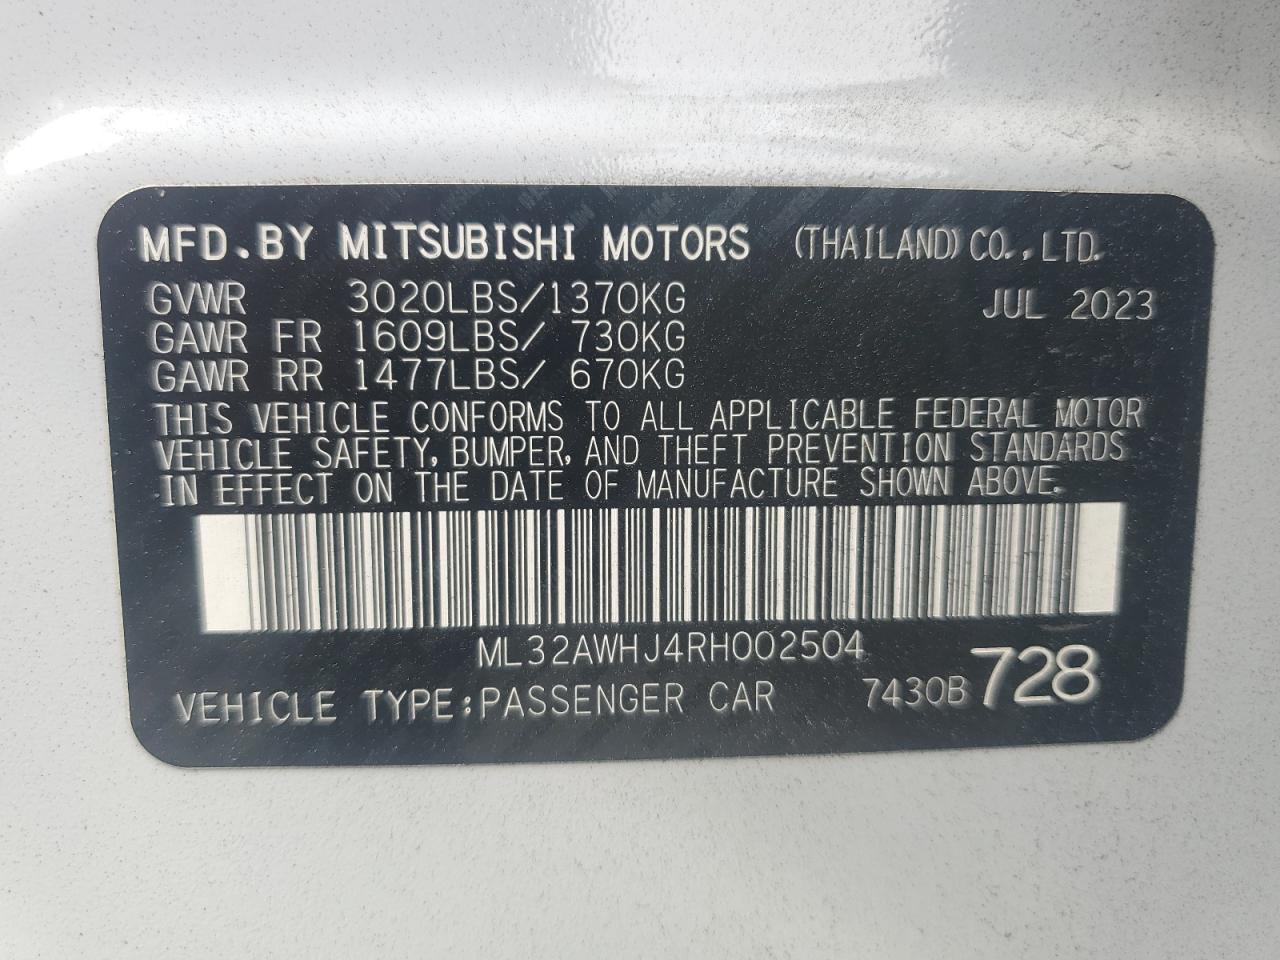 MFD.BY MITSUBISHI MOTORS (THAILAND) CO.,LTD.
GVWR 3020LBS/1370KG JUL 2023
GAWR FR 1609LBS/ 730KG
GAWR RR 1477LBS/ 670KG
THIS VEHICLE CONFORMS TO ALL APPLICABLE FEDERAL MOTOR
VEHICLE SAFETY, BUMPER, AND THEFT PREVENTION STANDARDS
IN EFFECT ON THE DATE OF MANUFACTURE SHOWN ABOVE.
ML32AWHJ4RH002504
VEHICLE TYPE:PASSENGER CAR 7430B 728